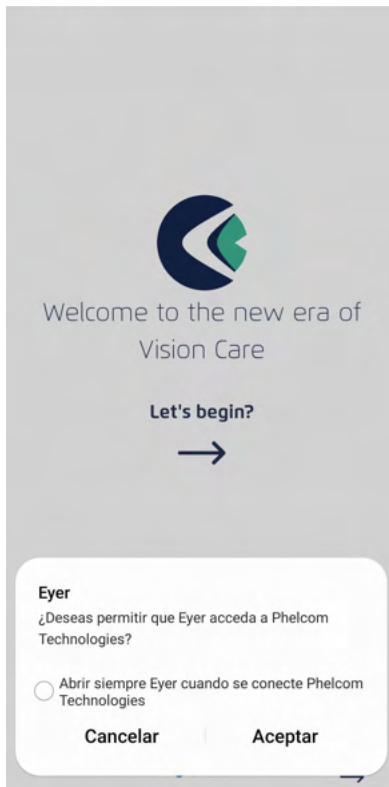 Welcome to the new era of
Vision Care
Let's begin?
Eyer
¿Deseas permitir que Eyer acceda a Phelcom
Technologies?
Abrir siempre Eyer cuando se conecte Phelcom
Technologies
Cancelar
Aceptar